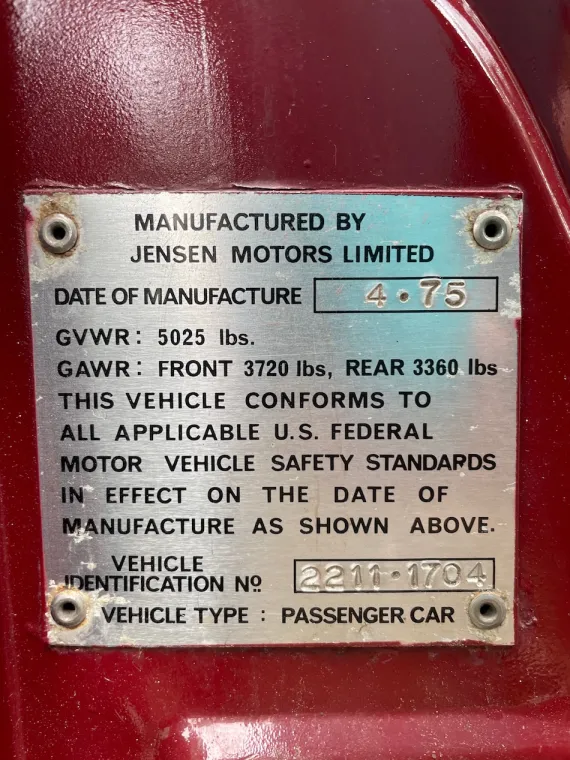 MANUFACTURED BY
JENSEN MOTORS LIMITED
DATE OF MANUFACTURE 4•75
GVWR: 5025 lbs.
GAWR: FRONT 3720 lbs, REAR 3360 lbs
THIS VEHICLE CONFORMS TO
ALL APPLICABLE U.S. FEDERAL
MOTOR VEHICLE SAFETY STANDARDS
IN EFFECT ON THE DATE OF
MANUFACTURE AS SHOWN ABOVE.
VEHICLE
IDENTIFICATION Nº 2211•1704
VEHICLE TYPE : PASSENGER CAR